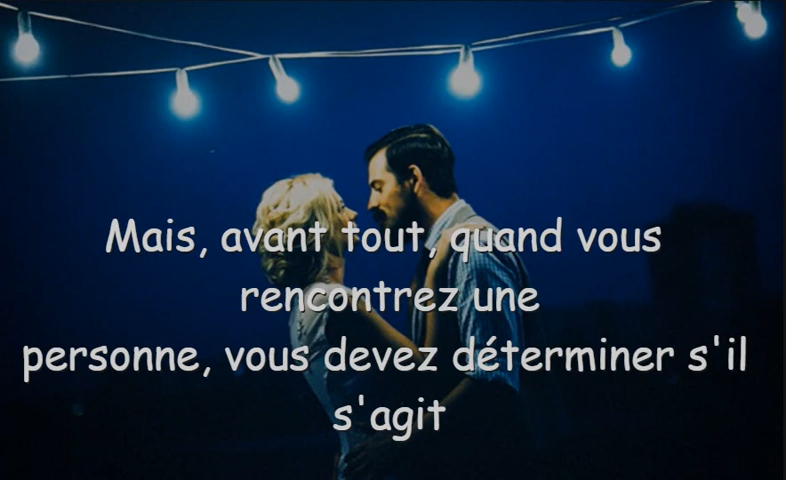 Mais, avant tout, quand vous
rencontrez une
personne, vous devez déterminer s'il
s'agit